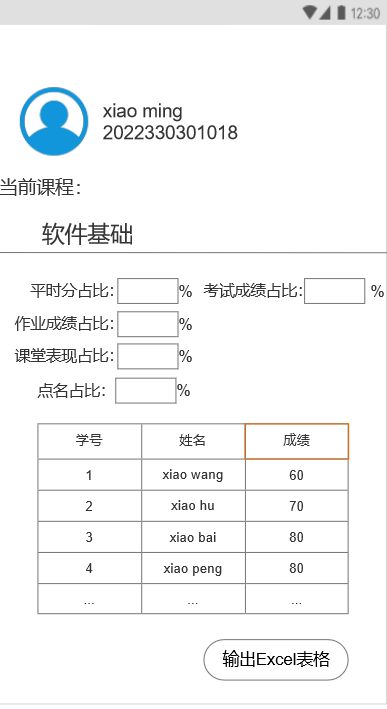 12:30
xiao ming
2022330301018
当前课程：
软件基础
平时分占比： % 考试成绩占比： %
作业成绩占比： %
课堂表现占比： %
点名占比： %
学号 姓名 成绩
1 xiao wang 60
2 xiao hu 70
3 xiao bai 80
4 xiao peng 80
... ... ...
输出Excel表格